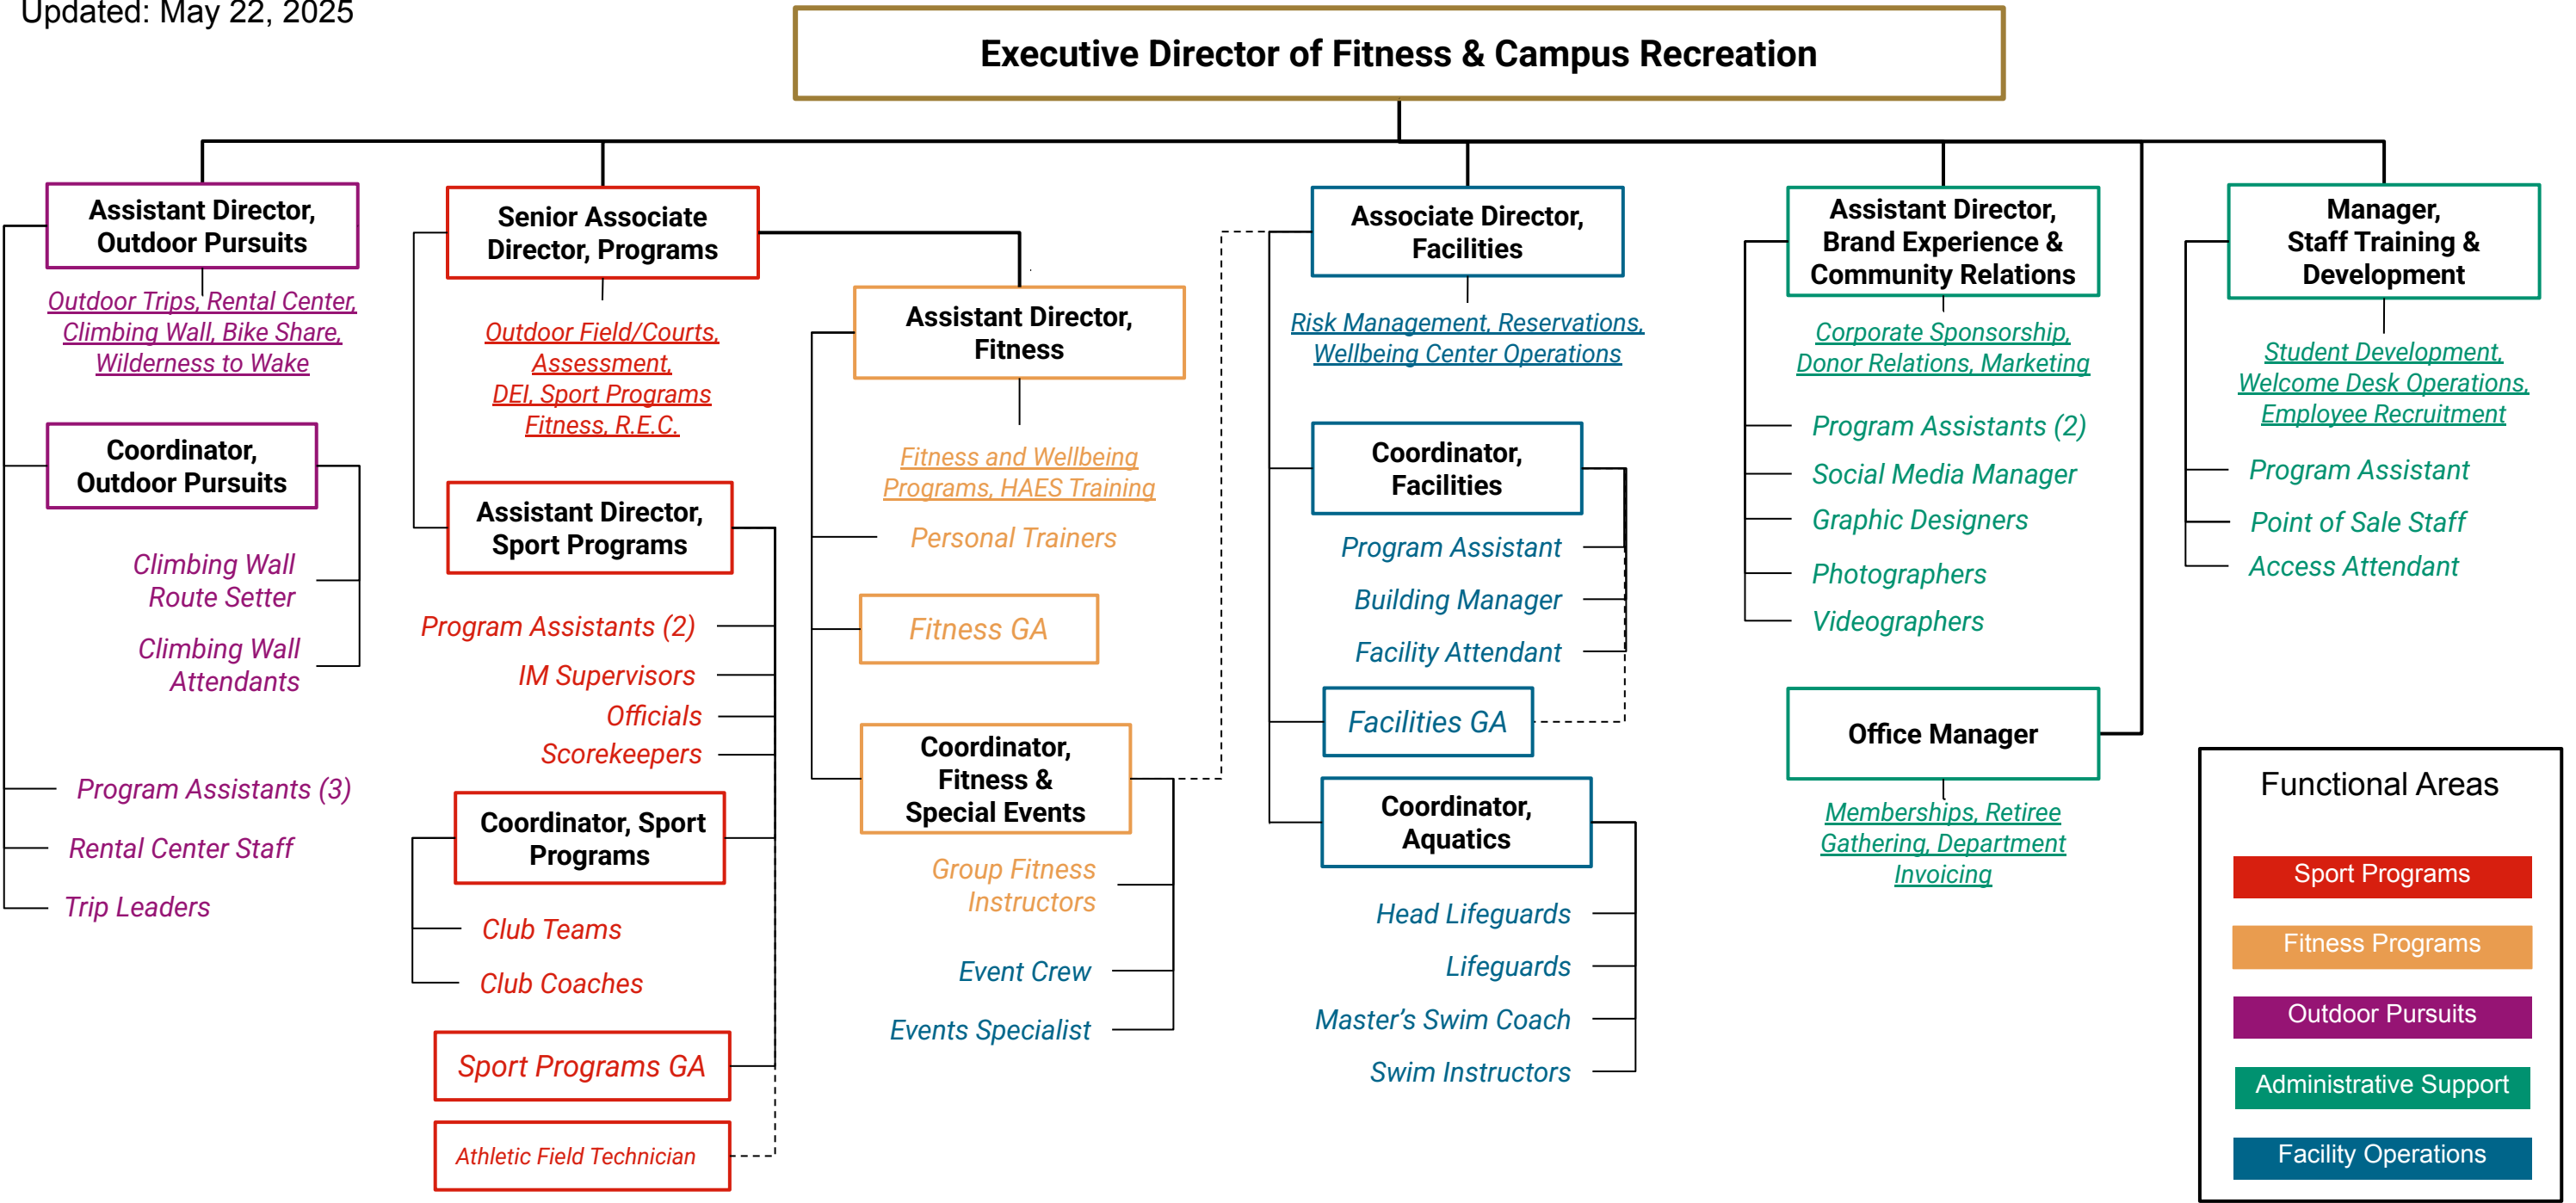 Updated: May 22, 2025
Executive Director of Fitness & Campus Recreation
Assistant Director,
Outdoor Pursuits
Outdoor Trips, Rental Center,
Climbing Wall, Bike Share,
Wilderness to Wake
Coordinator,
Outdoor Pursuits
Climbing Wall
Route Setter
Climbing Wall
Attendants
Program Assistants (3)
Rental Center Staff
Trip Leaders
Senior Associate
Director, Programs
Outdoor Field/Courts,
Assessment,
DEI, Sport Programs
Fitness, R.E.C.
Assistant Director,
Sport Programs
Program Assistants (2)
IM Supervisors
Officials
Scorekeepers
Coordinator, Sport
Programs
Club Teams
Club Coaches
Sport Programs GA
Athletic Field Technician
Assistant Director,
Fitness
Fitness and Wellbeing
Programs, HAES Training
Personal Trainers
Fitness GA
Coordinator,
Fitness &
Special Events
Group Fitness
Instructors
Event Crew
Events Specialist
Associate Director,
Facilities
Risk Management, Reservations,
Wellbeing Center Operations
Coordinator,
Facilities
Program Assistant
Building Manager
Facility Attendant
Facilities GA
Coordinator,
Aquatics
Head Lifeguards
Lifeguards
Master’s Swim Coach
Swim Instructors
Assistant Director,
Brand Experience &
Community Relations
Corporate Sponsorship,
Donor Relations, Marketing
Program Assistants (2)
Social Media Manager
Graphic Designers
Photographers
Videographers
Office Manager
Memberships, Retiree
Gathering, Department
Invoicing
Manager,
Staff Training &
Development
Student Development,
Welcome Desk Operations,
Employee Recruitment
Program Assistant
Point of Sale Staff
Access Attendant
Functional Areas
Sport Programs
Fitness Programs
Outdoor Pursuits
Administrative Support
Facility Operations